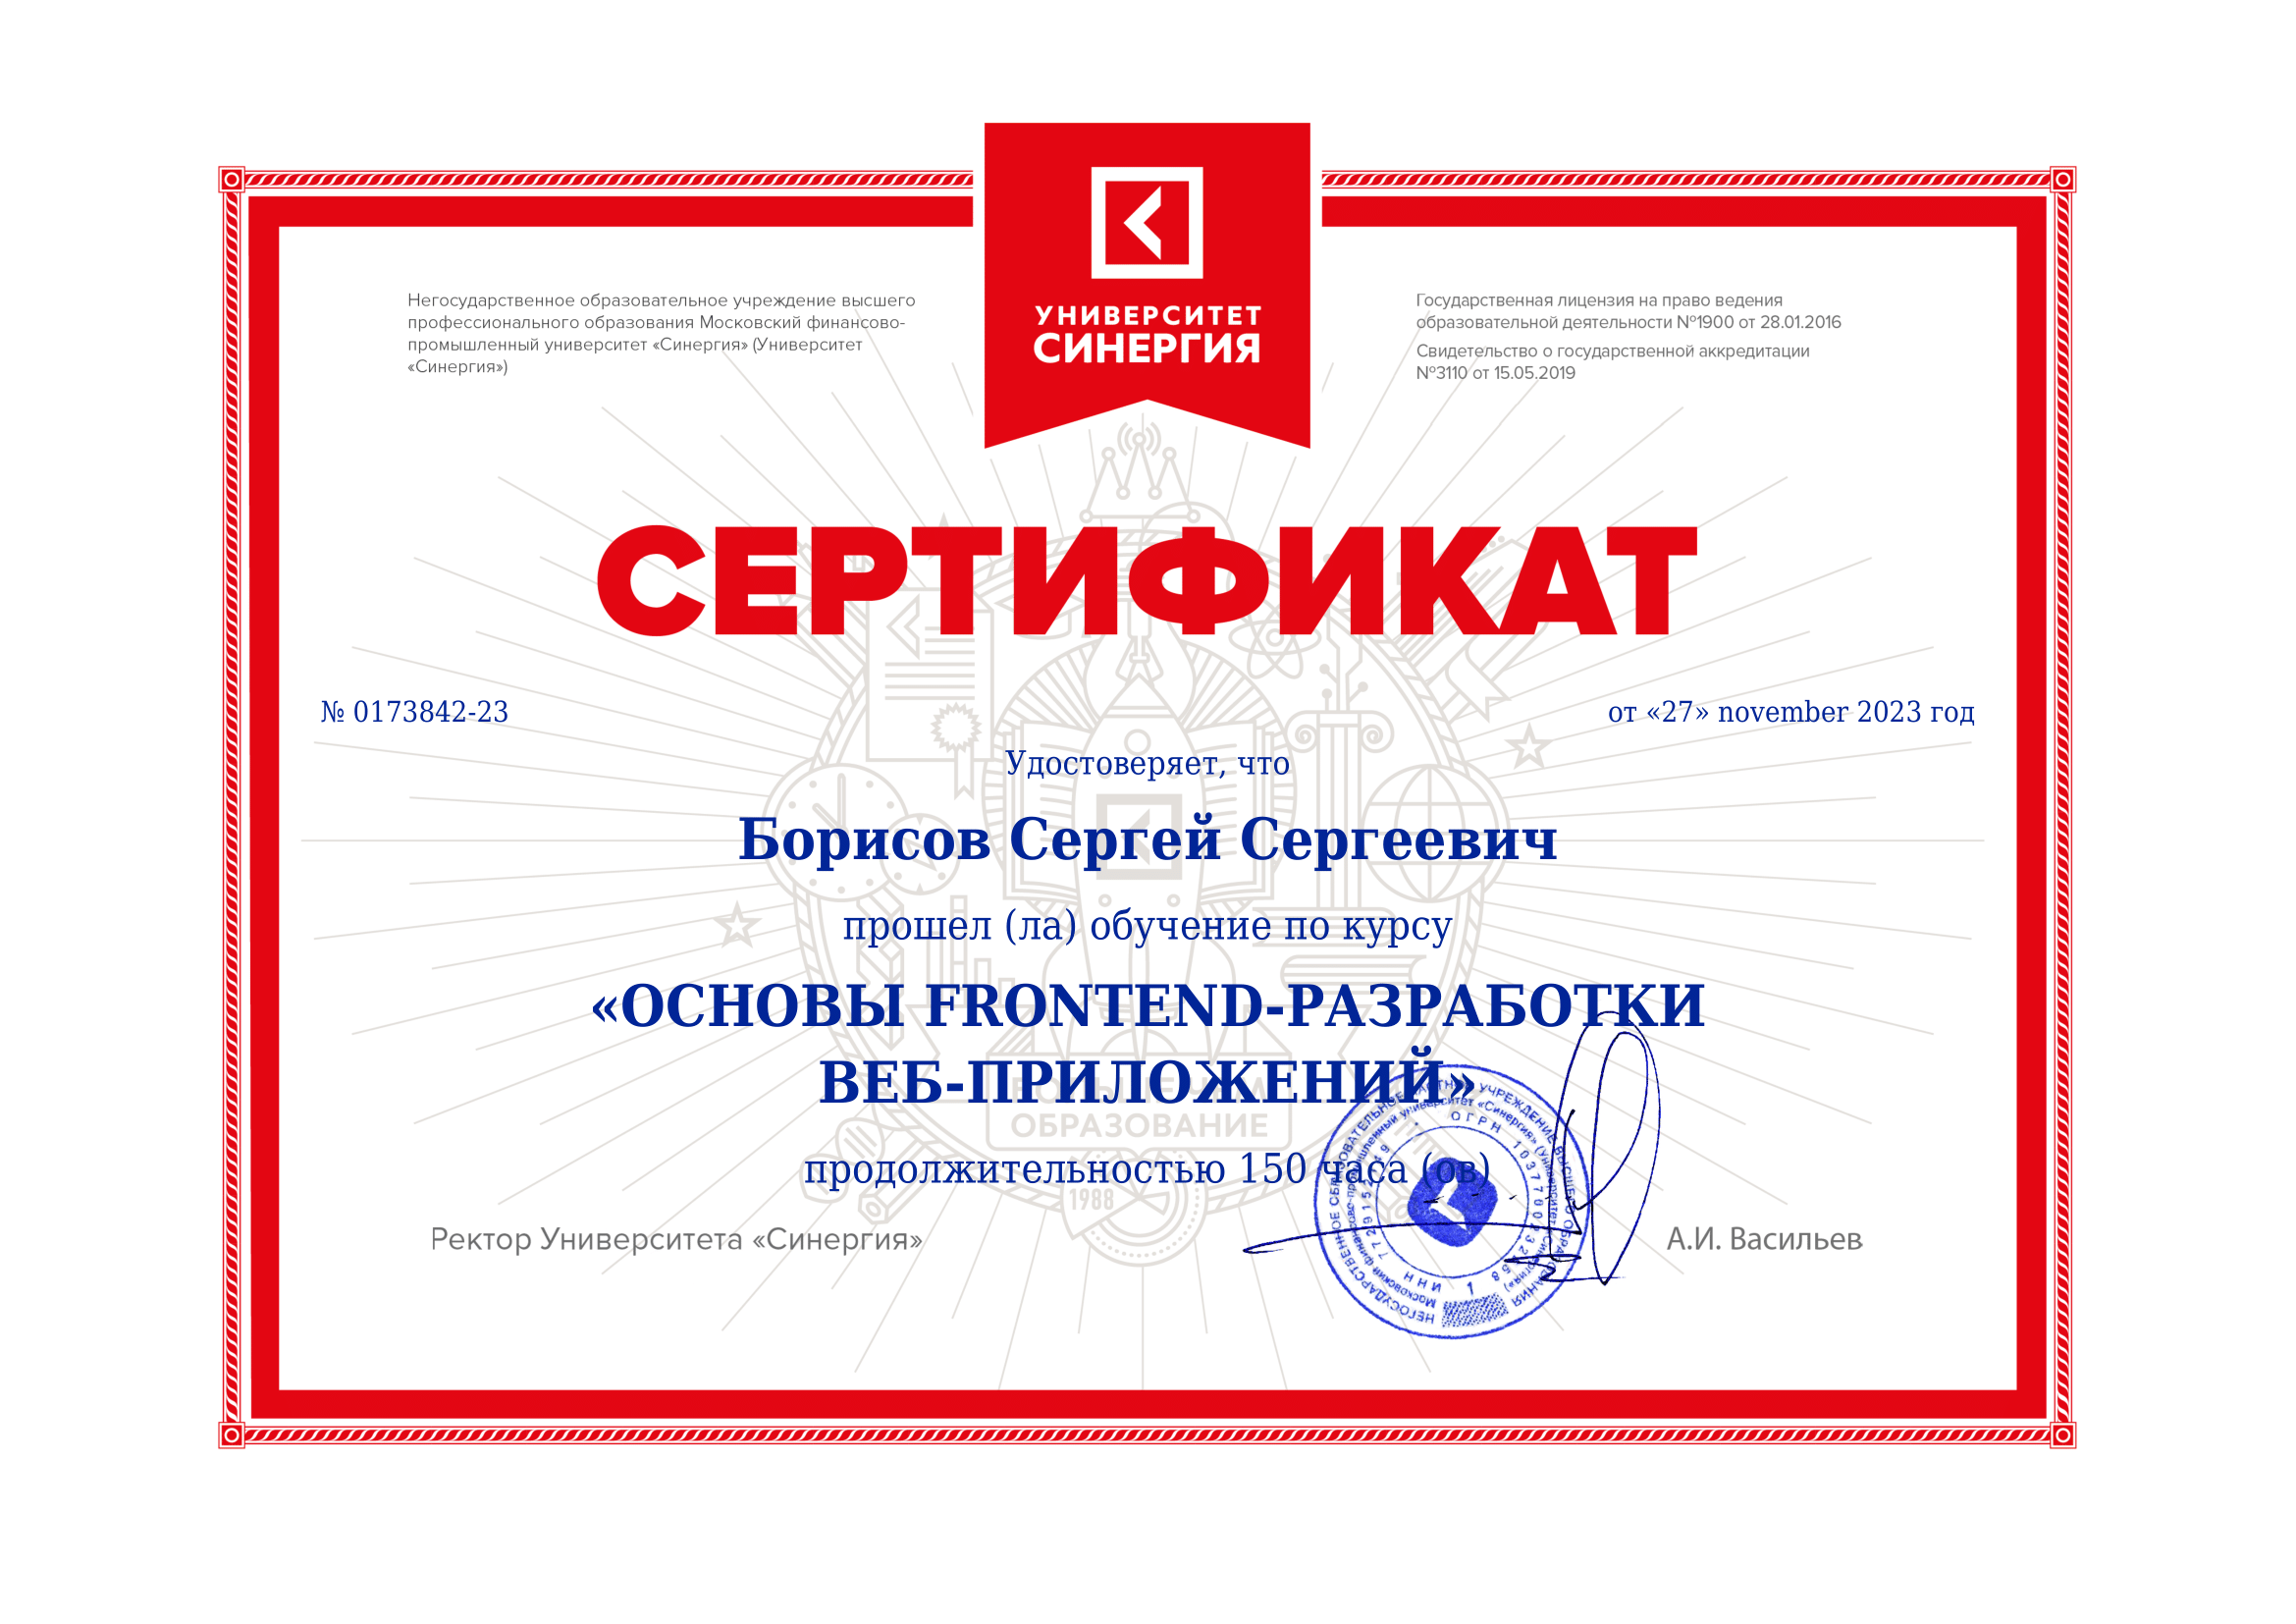 УНИВЕРСИТЕТ
СИНЕРГИЯ
Негосударственное образовательное учреждение высшего
профессионального образования Московский финансово-
промышленный университет «Синергия» (Университет
«Синергия»)
Государственная лицензия на право ведения
образовательной деятельности №1900 от 28.01.2016
Свидетельство о государственной аккредитации
№3110 от 15.05.2019
СЕРТИФИКАТ
№ 0173842-23
от «27» november 2023 год
Удостоверяет, что
Борисов Сергей Сергеевич
прошел (ла) обучение по курсу
«ОСНОВЫ FRONTEND-РАЗРАБОТКИ
ВЕБ-ПРИЛОЖЕНИЙ»
ОБРАЗОВАНИЕ
продолжительностью 150 часа (ов)
1988
Ректор Университета «Синергия»
А.И. Васильев
НЕГОСУДАРСТВЕННОЕ ОБРАЗОВАТЕЛЬНОЕ ЧАСТНОЕ УЧРЕЖДЕНИЕ ВЫСШЕГО ОБРАЗОВАНИЯ
Московский финансово-промышленный университет «Синергия» (Университет «Синергия»)
ОГРН
ИНН
1